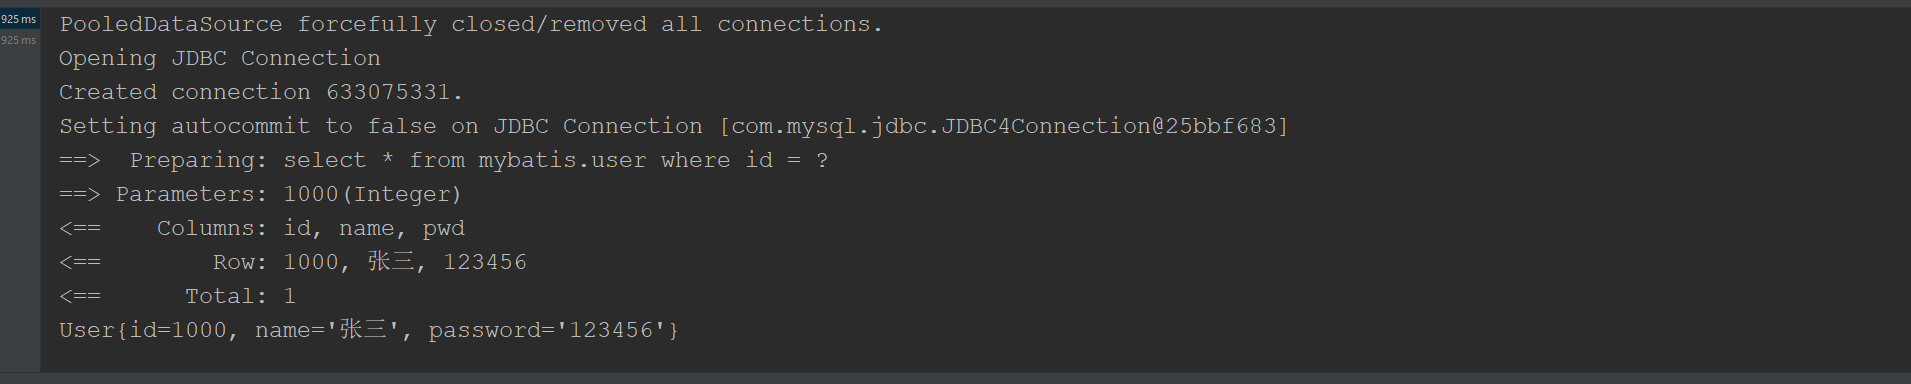 925 ms
925 ms
PooledDataSource forcefully closed/removed all connections.
Opening JDBC Connection
Created connection 633075331.
Setting autocommit to false on JDBC Connection [com.mysql.jdbc.JDBC4Connection@25bbf683]
==>  Preparing: select * from mybatis.user where id = ?
==> Parameters: 1000(Integer)
<==    Columns: id, name, pwd
<==        Row: 1000, 张三, 123456
<==      Total: 1
User{id=1000, name='张三', password='123456'}